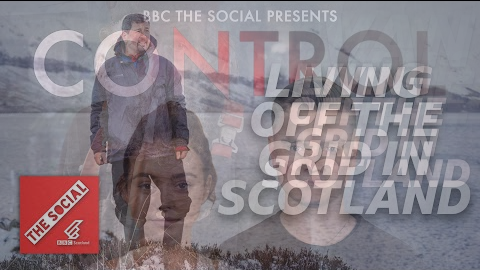 BBC THE SOCIAL PRESENTS
CONTROL
LIVING
OFF THE
GRID IN
SCOTLAND
THE SOCIAL
BBC Scotland